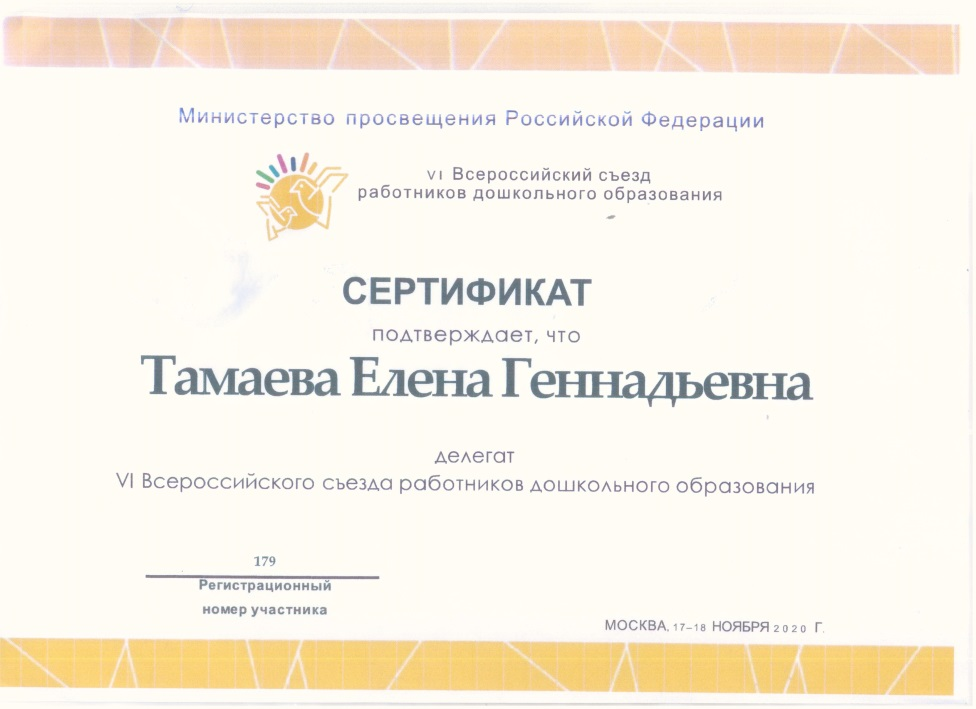 Министерство просвещения Российской Федерации
VI Всероссийский съезд
работников дошкольного образования
СЕРТИФИКАТ
подтверждает, что
Тамаева Елена Геннадьевна
делегат
VI Всероссийского съезда работников дошкольного образования
179
Регистрационный
номер участника
МОСКВА, 17–18 НОЯБРЯ 2020 Г.